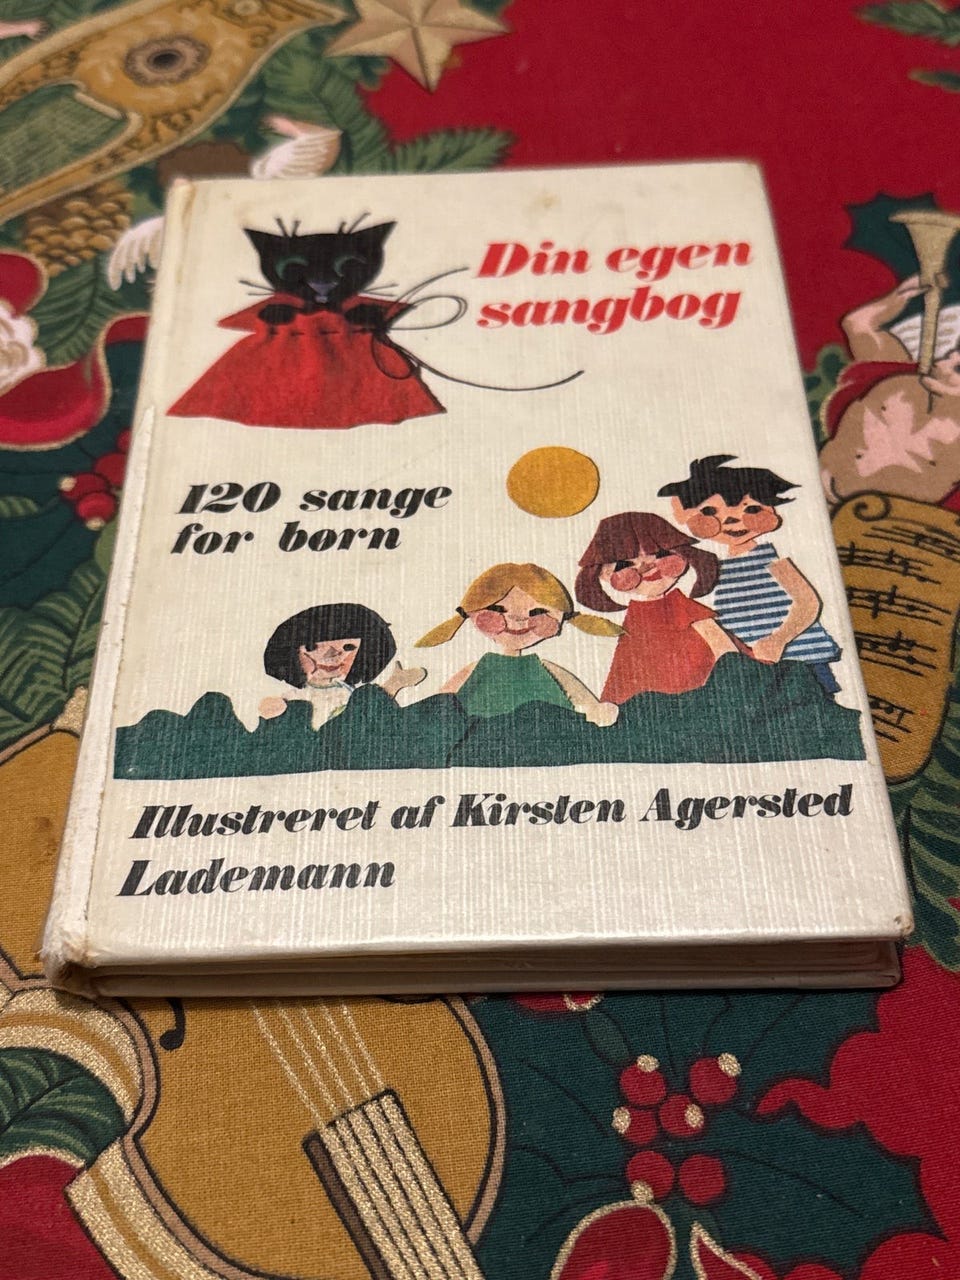 Din egen
sangbog
120 sange
for børn
Illustreret af Kirsten Agersted
Lademann